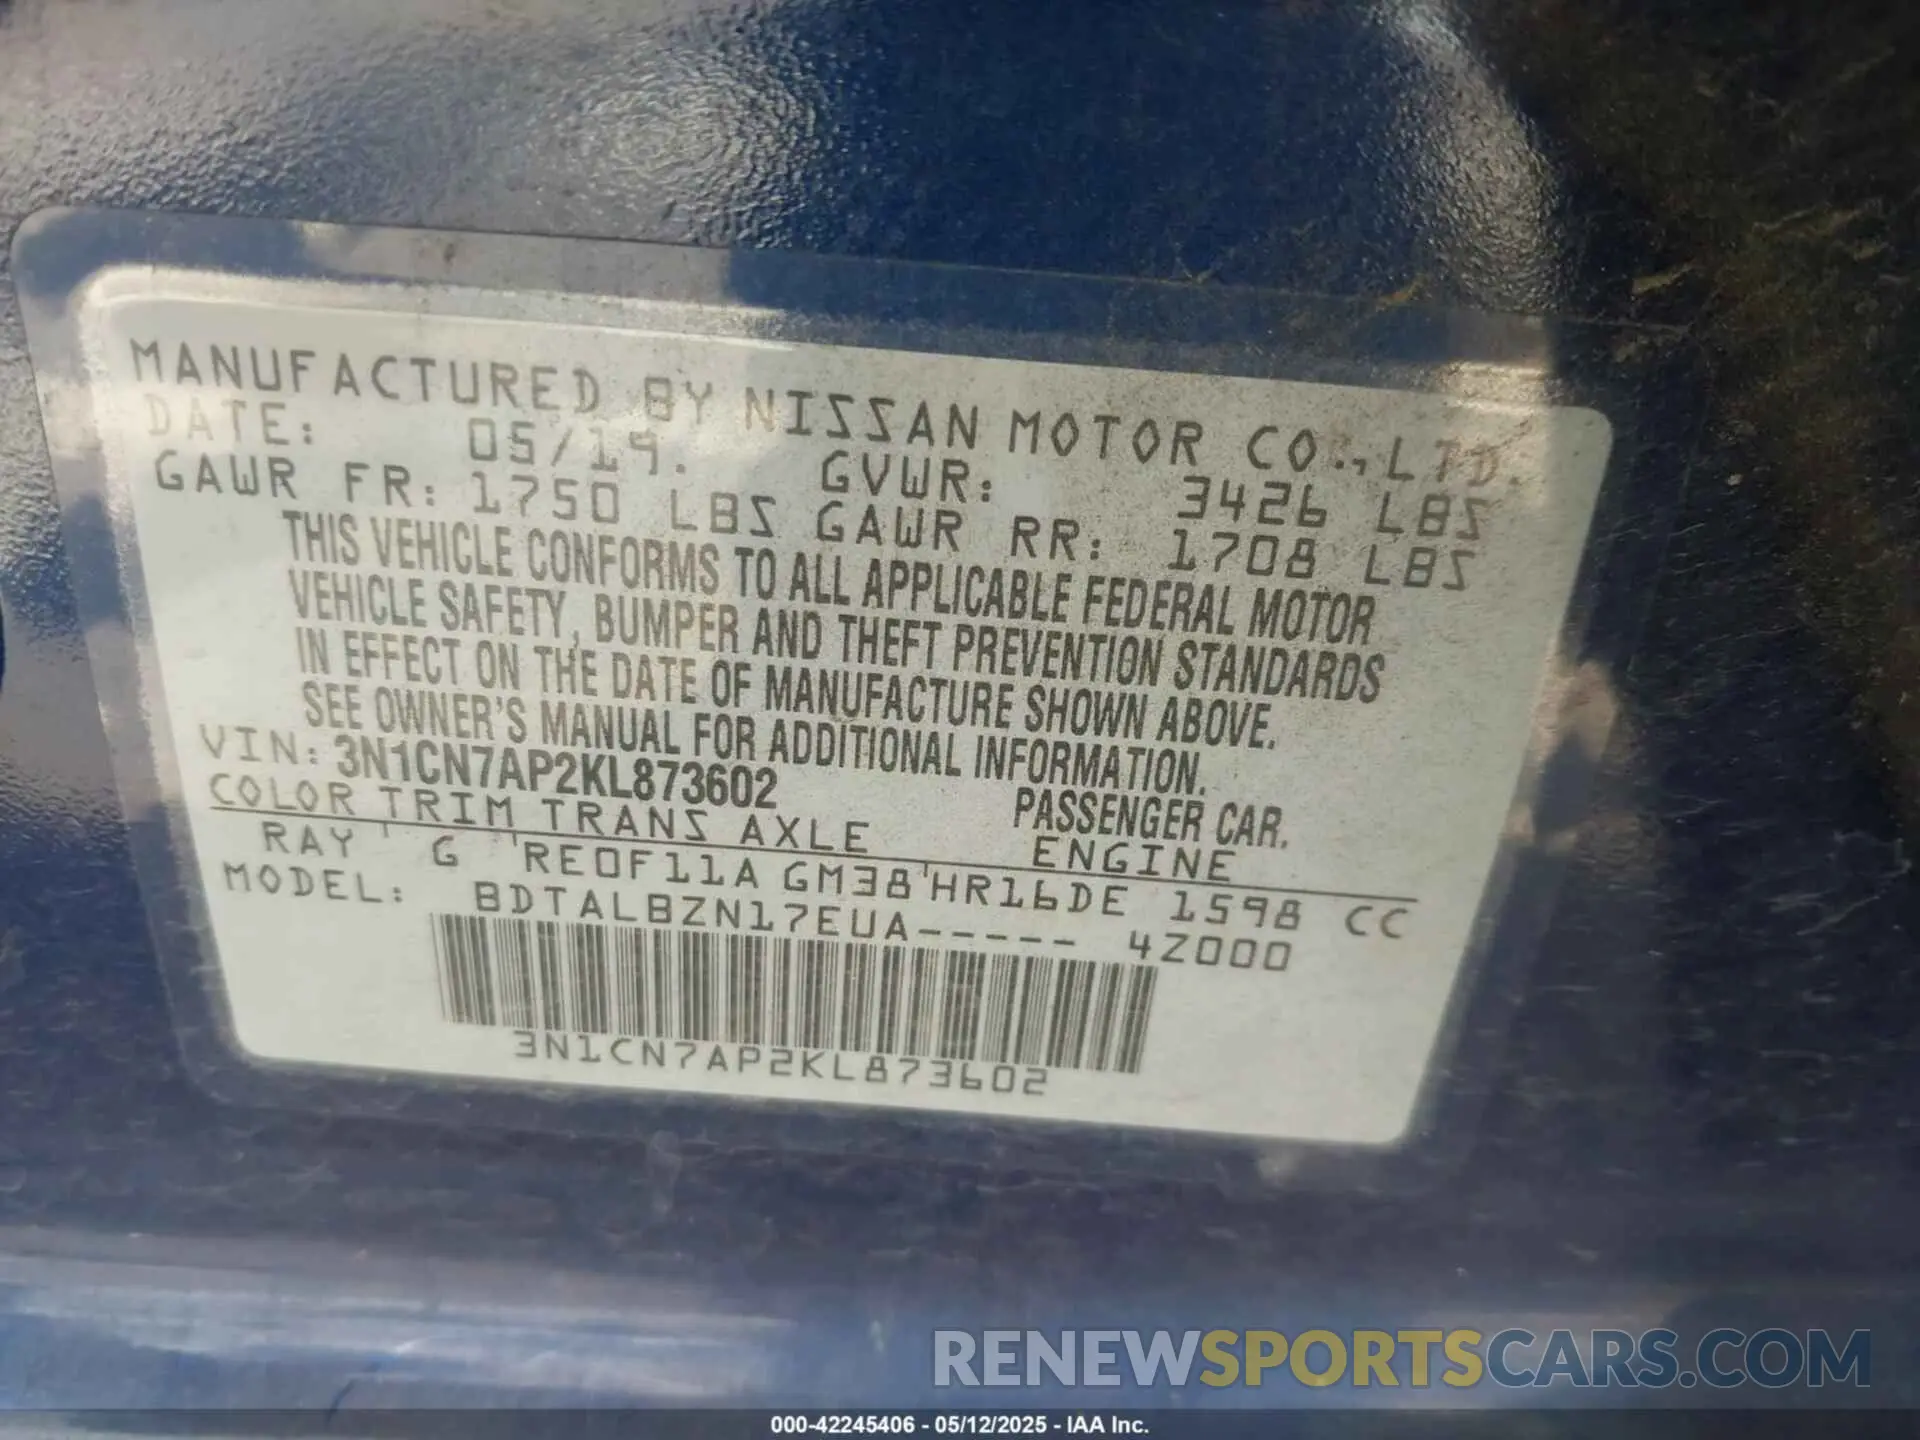 MANUFACTURED BY NISSAN MOTOR CO., LTD.
DATE: 05/19. GVWR: 3426 LBS
GAWR FR: 1750 LBS GAWR RR: 1708 LBS
THIS VEHICLE CONFORMS TO ALL APPLICABLE FEDERAL MOTOR
VEHICLE SAFETY, BUMPER AND THEFT PREVENTION STANDARDS
IN EFFECT ON THE DATE OF MANUFACTURE SHOWN ABOVE.
SEE OWNER'S MANUAL FOR ADDITIONAL INFORMATION.
VIN: 3N1CN7AP2KL873602 PASSENGER CAR.
COLOR TRIM TRANS AXLE ENGINE
RAY ' G 'RE0F11A GM38'HR16DE 1598 CC
MODEL: BDTALBZN17EUA----- 4Z000
3N1CN7AP2KL873602
RENEWSPORTSCARS.COM
000-42245406 - 05/12/2025 - IAA Inc.